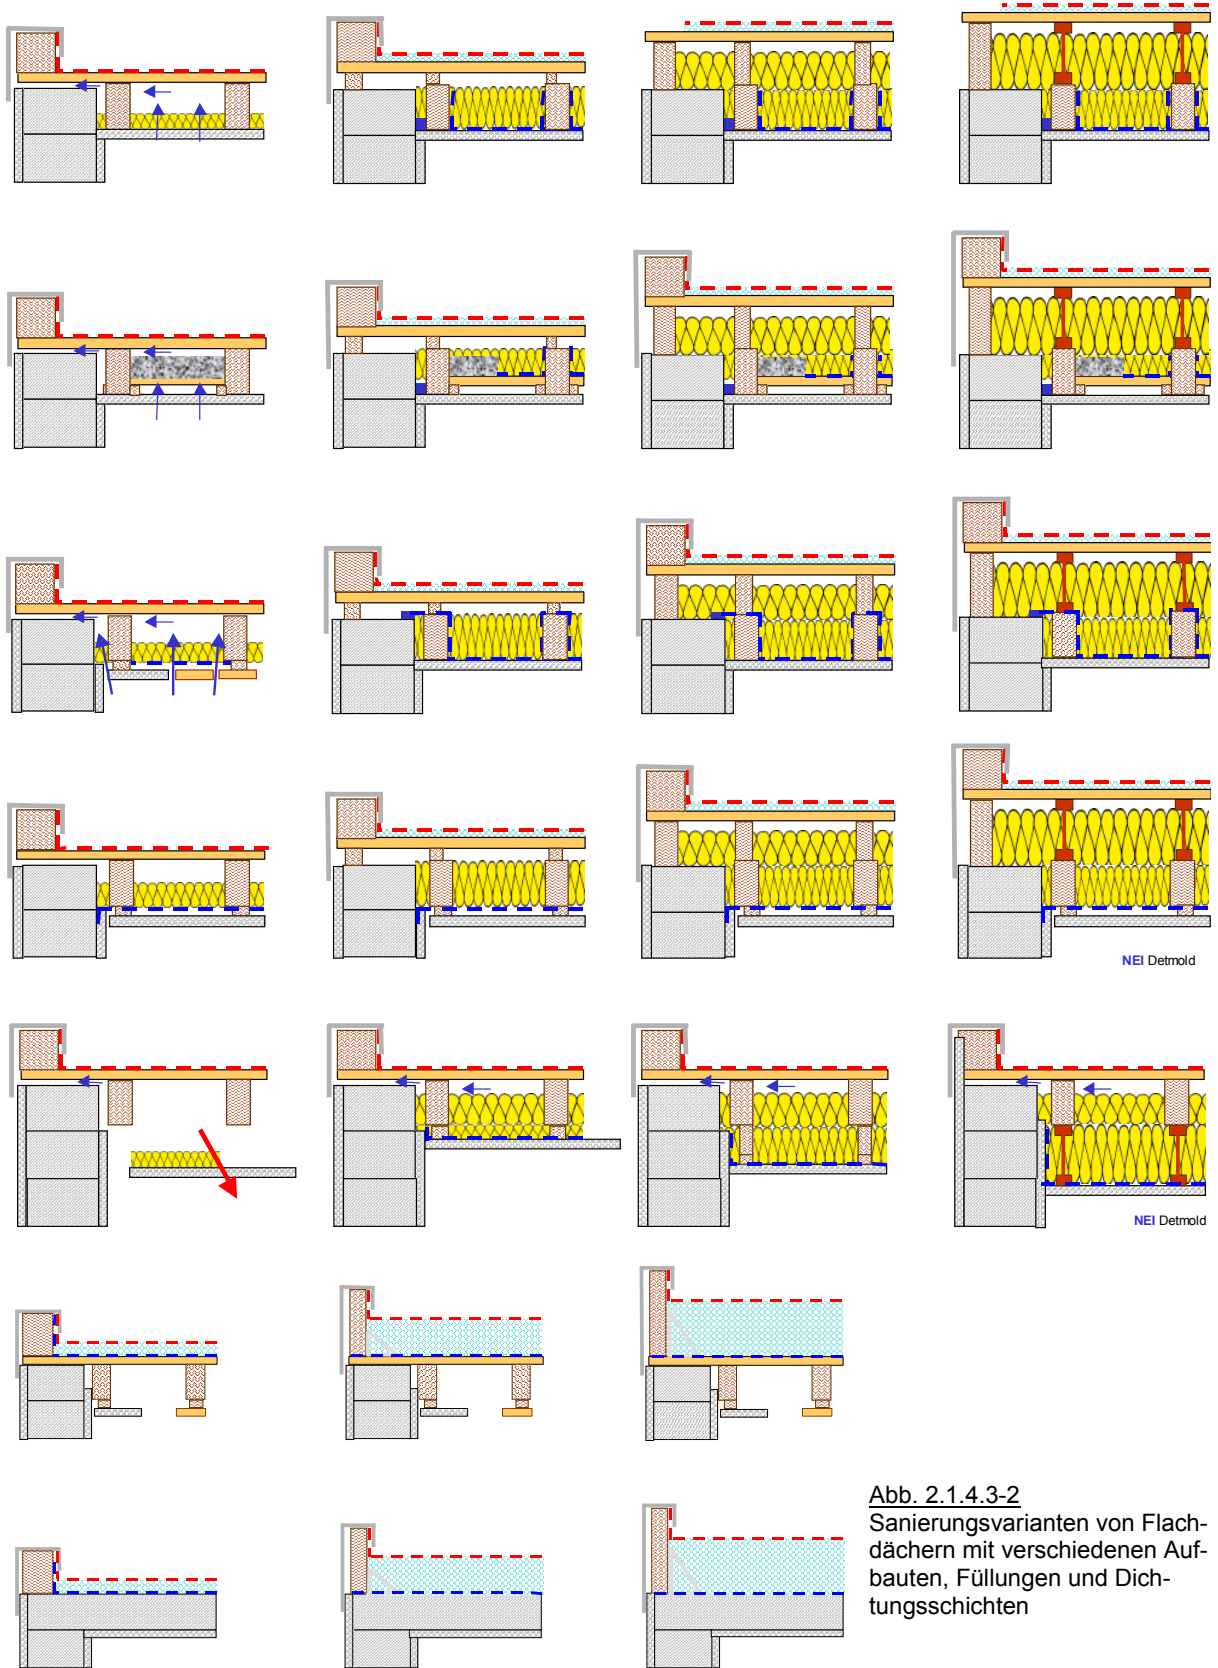 NEI Detmold
NEI Detmold
Abb. 2.1.4.3-2
Sanierungsvarianten von Flach-
dächern mit verschiedenen Auf-
bauten, Füllungen und Dich-
tungsschichten